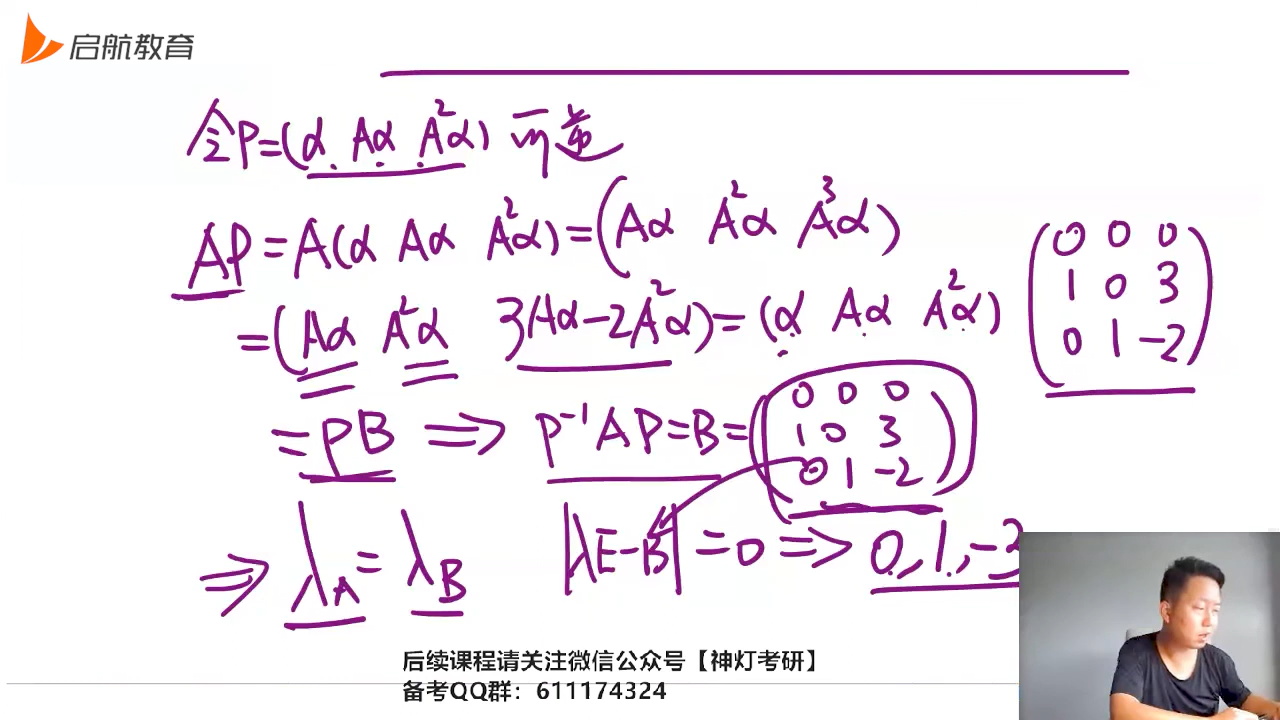 启航教育
令P=(α Aα A²α) 可逆
AP=A(α Aα A²α)=(Aα A²α A³α)
=(Aα A²α 3(Aα-2A²α)=(α Aα A²α) (0 0 0
1 0 3
0 1 -2)
=PB ⇒ P⁻¹AP=B=(0 0 0
1 0 3
0 1 -2)
⇒ λA=λB |λE-B|=0⇒0,1,-3
后续课程请关注微信公众号【神灯考研】
备考QQ群：611174324